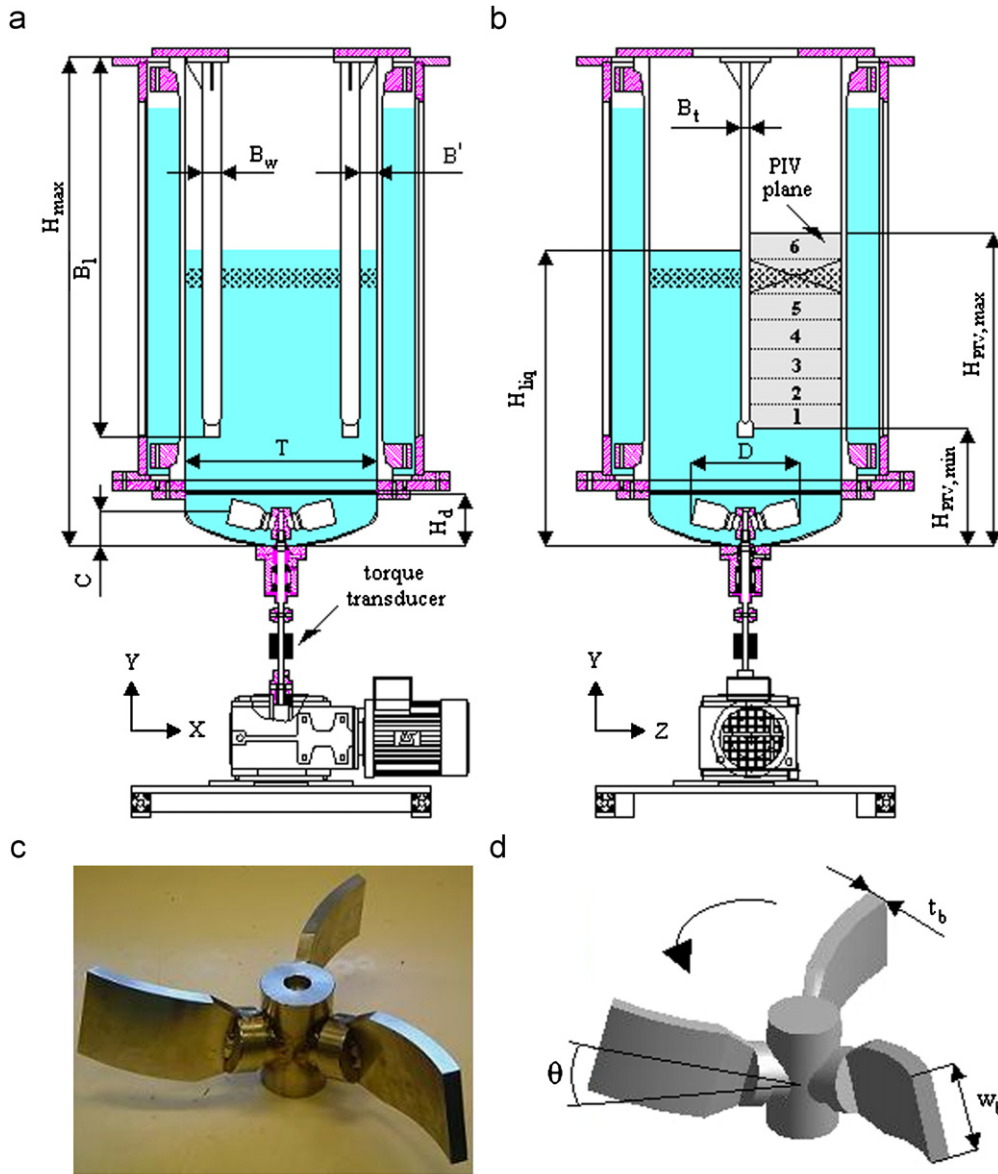 a
b
H_max
B_l
B_w
B'
T
H_d
C
torque
transducer
Y
X
B_t
PIV
plane
6
5
4
3
2
1
H_liq
H_PIV,max
H_PIV,min
D
Y
Z
c
d
t_b
θ